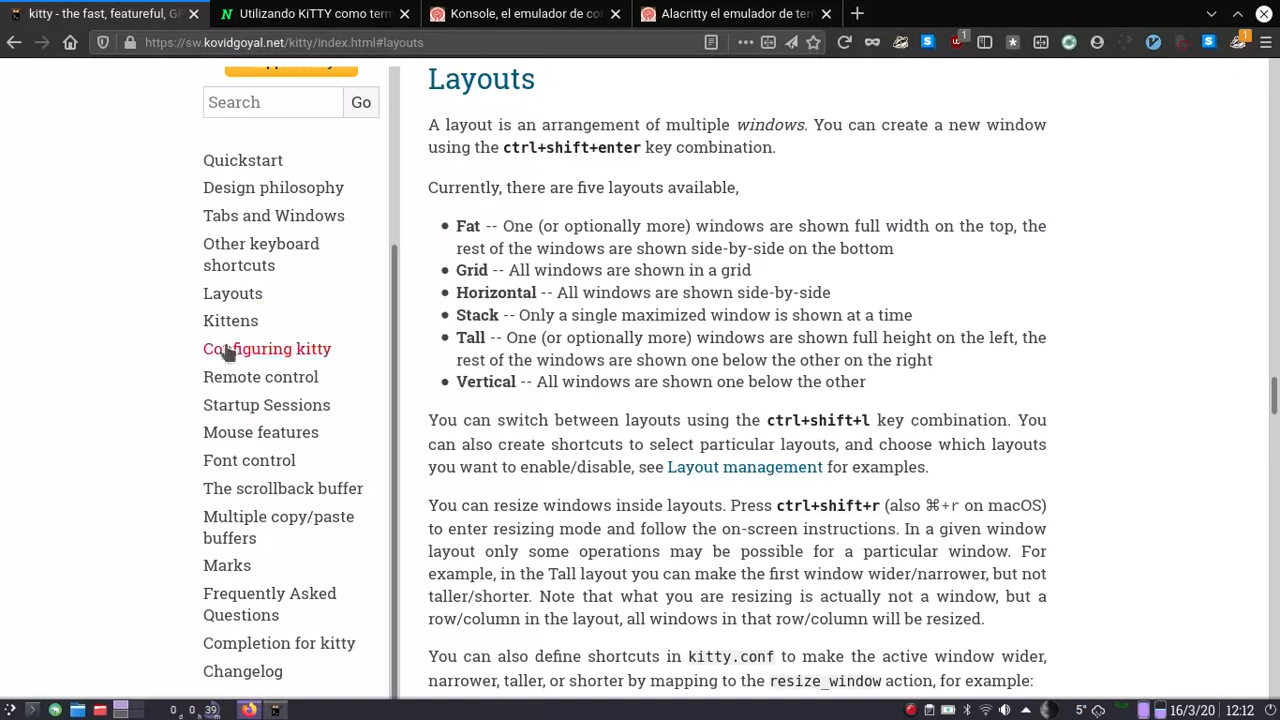 kitty - the fast, featureful, G
Utilizando KITTY como term
Konsole, el emulador de co
Alacritty el emulador de ter
https://sw.kovidgoyal.net/kitty/index.html#layouts
1
1
Search
Go
Quickstart
Design philosophy
Tabs and Windows
Other keyboard
shortcuts
Layouts
Kittens
Configuring kitty
Remote control
Startup Sessions
Mouse features
Font control
The scrollback buffer
Multiple copy/paste
buffers
Marks
Frequently Asked
Questions
Completion for kitty
Changelog
Layouts
A layout is an arrangement of multiple windows. You can create a new window
using the ctrl+shift+enter key combination.
Currently, there are five layouts available,
● Fat -- One (or optionally more) windows are shown full width on the top, the
rest of the windows are shown side-by-side on the bottom
● Grid -- All windows are shown in a grid
● Horizontal -- All windows are shown side-by-side
● Stack -- Only a single maximized window is shown at a time
● Tall -- One (or optionally more) windows are shown full height on the left, the
rest of the windows are shown one below the other on the right
● Vertical -- All windows are shown one below the other
You can switch between layouts using the ctrl+shift+l key combination. You
can also create shortcuts to select particular layouts, and choose which layouts
you want to enable/disable, see Layout management for examples.
You can resize windows inside layouts. Press ctrl+shift+r (also ⌘+r on macOS)
to enter resizing mode and follow the on-screen instructions. In a given window
layout only some operations may be possible for a particular window. For
example, in the Tall layout you can make the first window wider/narrower, but not
taller/shorter. Note that what you are resizing is actually not a window, but a
row/column in the layout, all windows in that row/column will be resized.
You can also define shortcuts in kitty.conf to make the active window wider,
narrower, taller, or shorter by mapping to the resize_window action, for example:
0 0 39
5°
Num
16/3/20
12:12